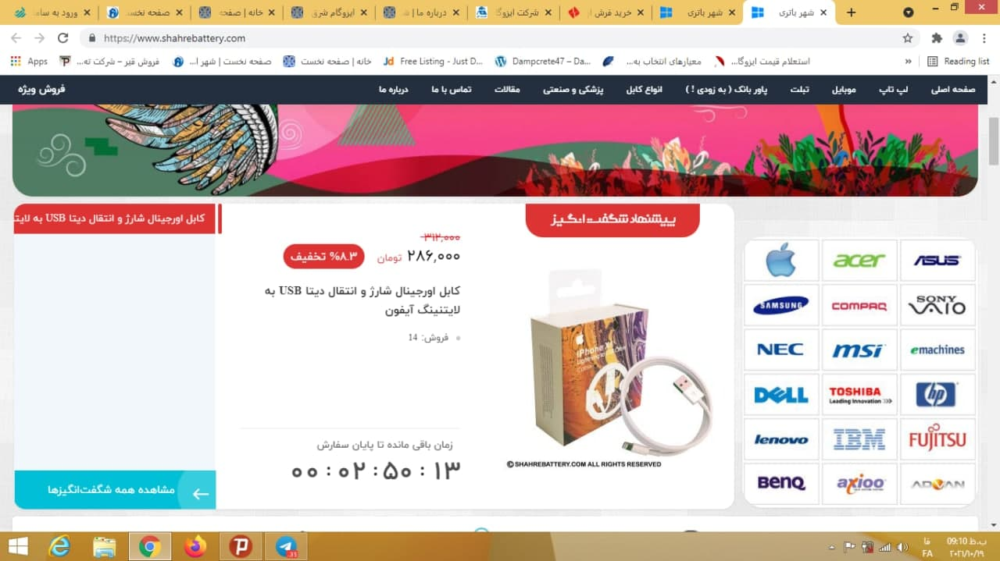 شهر باتری
شهر باتری
خرید فرش ا
شرکت ایزوگا
درباره ما | ش
ایزوگام شرق
خانه | صفحه
صفحه نخست
ورود به ساما
https://www.shahrebattery.com
Apps
فروش قیر – شرکت ته...
صفحه نخست | شهر ا...
خانه | صفحه نخست
Free Listing - Just D...
Dampcrete47 – Da...
معیارهای انتخاب به...
استعلام قیمت ایزوگا...
»
Reading list
صفحه اصلی
لپ تاپ
موبایل
تبلت
پاور بانک ( به زودی ! )
انواع کابل
پزشکی و صنعتی
مقالات
تماس با ما
درباره ما
فروش ویژه
پیشنهاد شگفت انگیز
۳۱۲,۰۰۰
۲۸۶,۰۰۰ تومان
%۸.۳ تخفیف
کابل اورجینال شارژ و انتقال دیتا USB به
لایتنینگ آیفون
فروش: 14
زمان باقی مانده تا پایان سفارش
۰۰ : ۰۲ : ۵۰ : ۱۳
iPhone X
© SHAHREBATTERY.COM ALL RIGHTS RESERVED
کابل اورجینال شارژ و انتقال دیتا USB به لایتن
مشاهده همه شگفت‌انگیزها
acer
ASUS
SAMSUNG
COMPAQ
SONY
VAIO
NEC
msi
emachines
DELL
TOSHIBA
Leading Innovation >>>
hp
lenovo
IBM
FUJITSU
BenQ
axioo
ADVAN
31
فا
FA
09:10 ب.ظ
۲۰۲۱/۱۰/۱۹